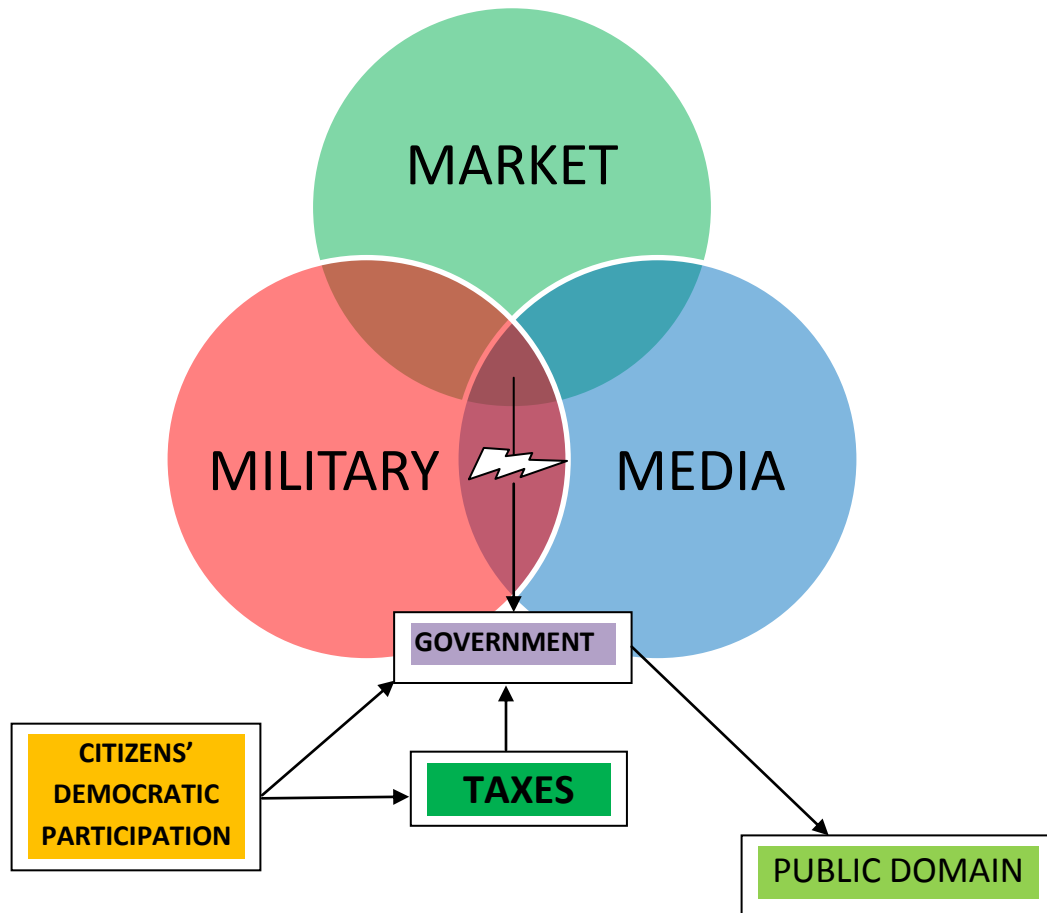 MARKET
MILITARY
MEDIA
GOVERNMENT
CITIZENS’
DEMOCRATIC
PARTICIPATION
TAXES
PUBLIC DOMAIN